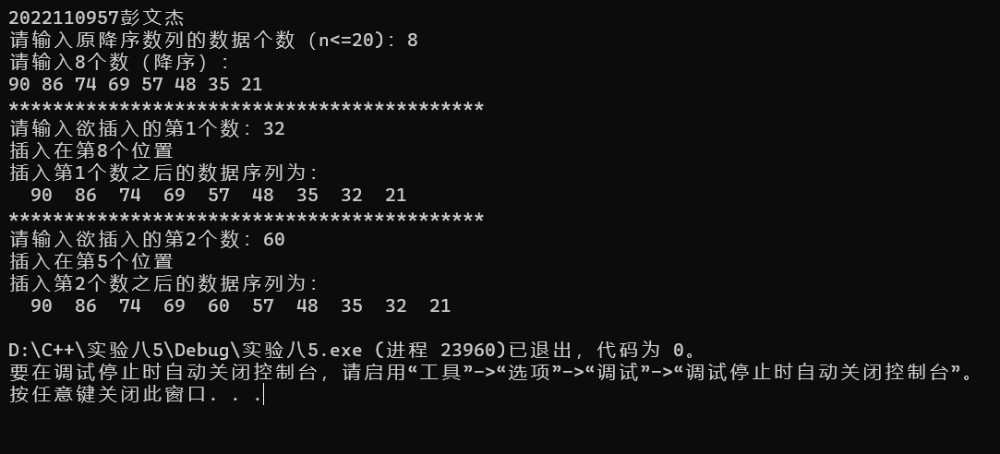 2022110957彭文杰
请输入原降序数列的数据个数（n<=20）：8
请输入8个数（降序）：
90 86 74 69 57 48 35 21
*******************************************
请输入欲插入的第1个数：32
插入在第8个位置
插入第1个数之后的数据序列为：
  90  86  74  69  57  48  35  32  21
*******************************************
请输入欲插入的第2个数：60
插入在第5个位置
插入第2个数之后的数据序列为：
  90  86  74  69  60  57  48  35  32  21
D:\C++\实验八5\Debug\实验八5.exe (进程 23960)已退出，代码为 0。
要在调试停止时自动关闭控制台，请启用“工具”->“选项”->“调试”->“调试停止时自动关闭控制台”。
按任意键关闭此窗口. . .